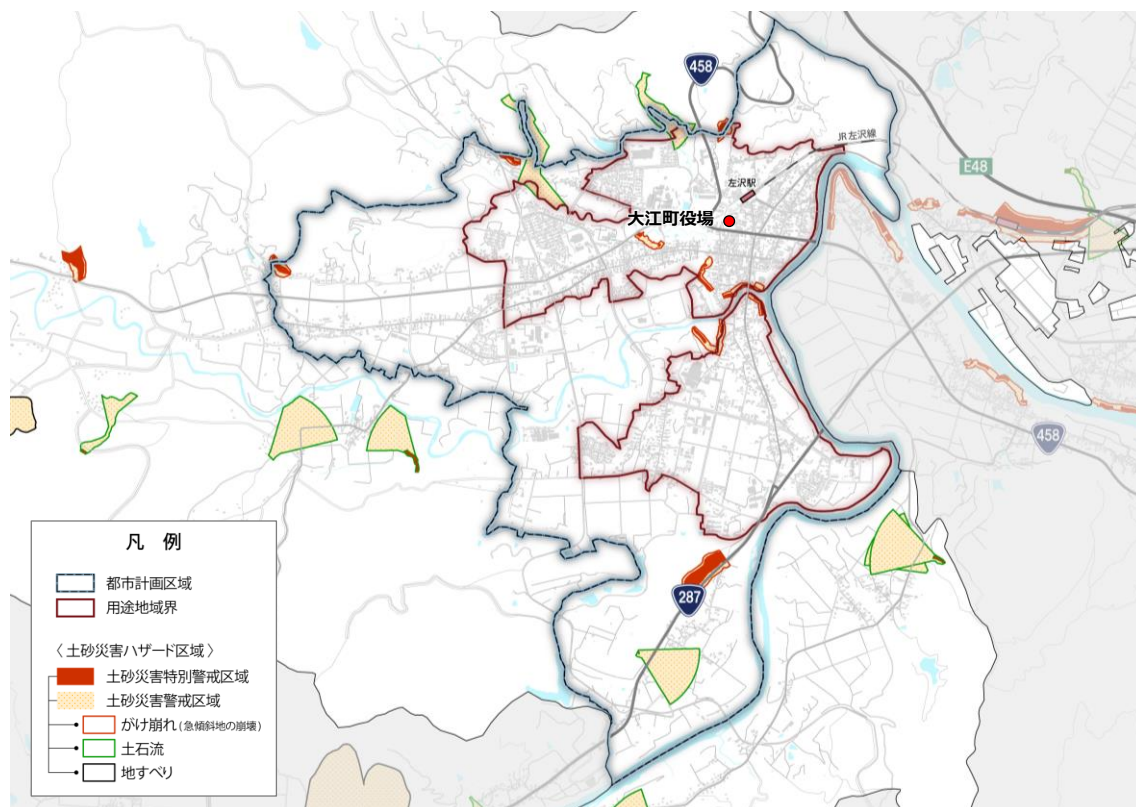 458
JR左沢線
E48
左沢駅
大江町役場
458
287
凡 例
都市計画区域
用途地域界
〈 土砂災害ハザード区域 〉
土砂災害特別警戒区域
土砂災害警戒区域
がけ崩れ (急傾斜地の崩壊)
土石流
地すべり